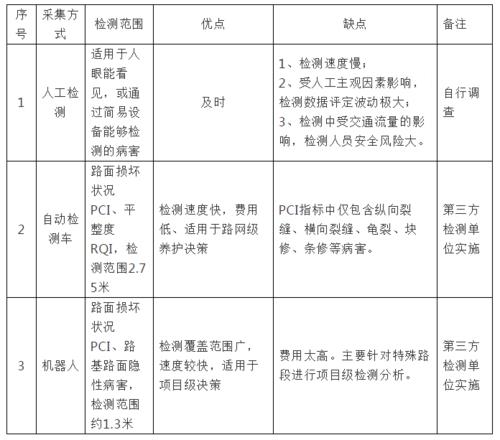 序号
采集方式
检测范围
优点
缺点
备注
1
人工检测
适用于人
眼能看
见，或通
过简易设
备能够检
测的病害
及时
1、检测速度慢；
2、受人工主观因素影响，
检测数据评定波动极大；
3、检测中受交通流量的影
响，检测人员安全风险大。
自行调查
2
自动检测车
路面损坏
状况
PCI、平
整度
RQI，检
测范围2.7
5米
检测速度快，费用
低、适用于路网级
养护决策
PCI指标中仅包含纵向裂
缝、横向裂缝、龟裂、块
修、条修等病害。
第三方
检测单
位实施
3
机器人
路面损坏
状况
PCI、路
基路面隐
性病害，
检测范围
约1.3米
检测覆盖范围广，
速度较快，适用于
项目级决策
费用太高。主要针对特殊路
段进行项目级检测分析。
第三方
检测单
位实施